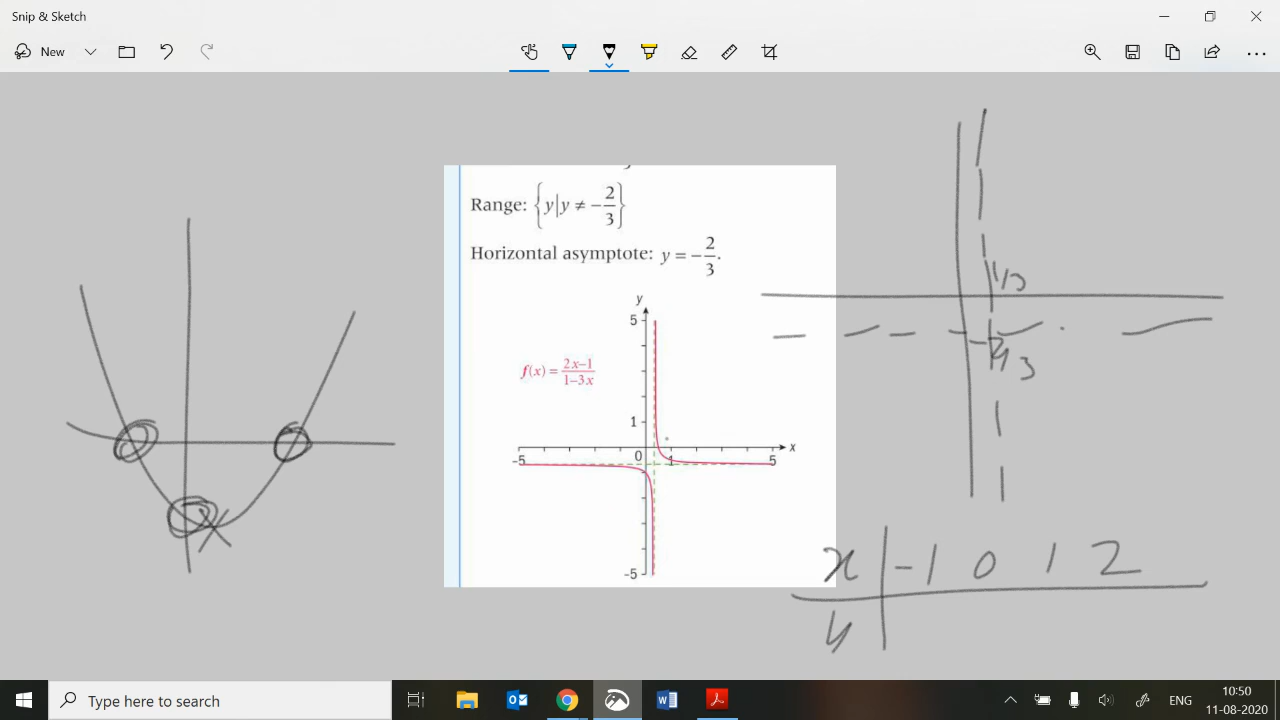 Snip & Sketch
New
Range: {y|y ≠ -2/3}
Horizontal asymptote: y = -2/3.
y
5
f(x) = 2x–1/1–3x
1
x
-5 0 1 5
-5
1/3
-2/3
x | -1 0 1 2
y
Type here to search
ENG
10:50
11-08-2020